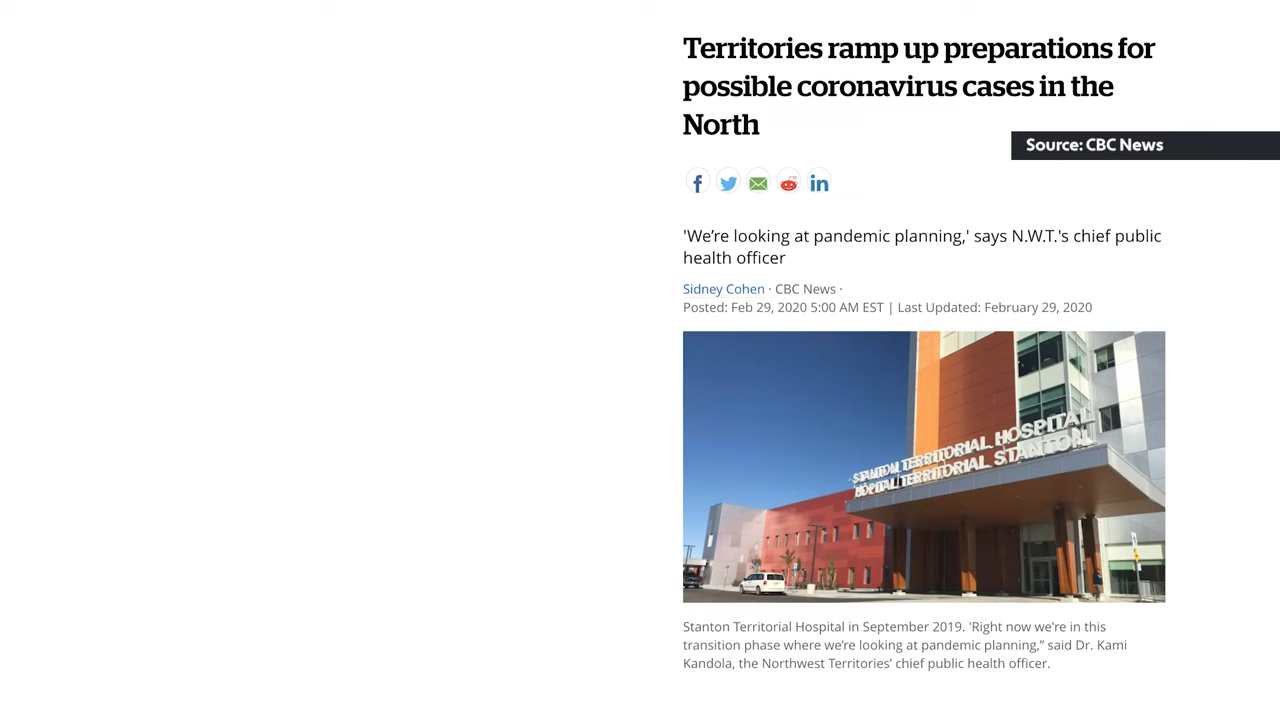 Territories ramp up preparations for
possible coronavirus cases in the
North
Source: CBC News
'We’re looking at pandemic planning,' says N.W.T.'s chief public
health officer
Sidney Cohen · CBC News ·
Posted: Feb 29, 2020 5:00 AM EST | Last Updated: February 29, 2020
STANTON TERRITORIAL HOSPITAL
HÔPITAL TERRITORIAL STANTON
Stanton Territorial Hospital in September 2019. 'Right now we're in this
transition phase where we’re looking at pandemic planning,” said Dr. Kami
Kandola, the Northwest Territories’ chief public health officer.